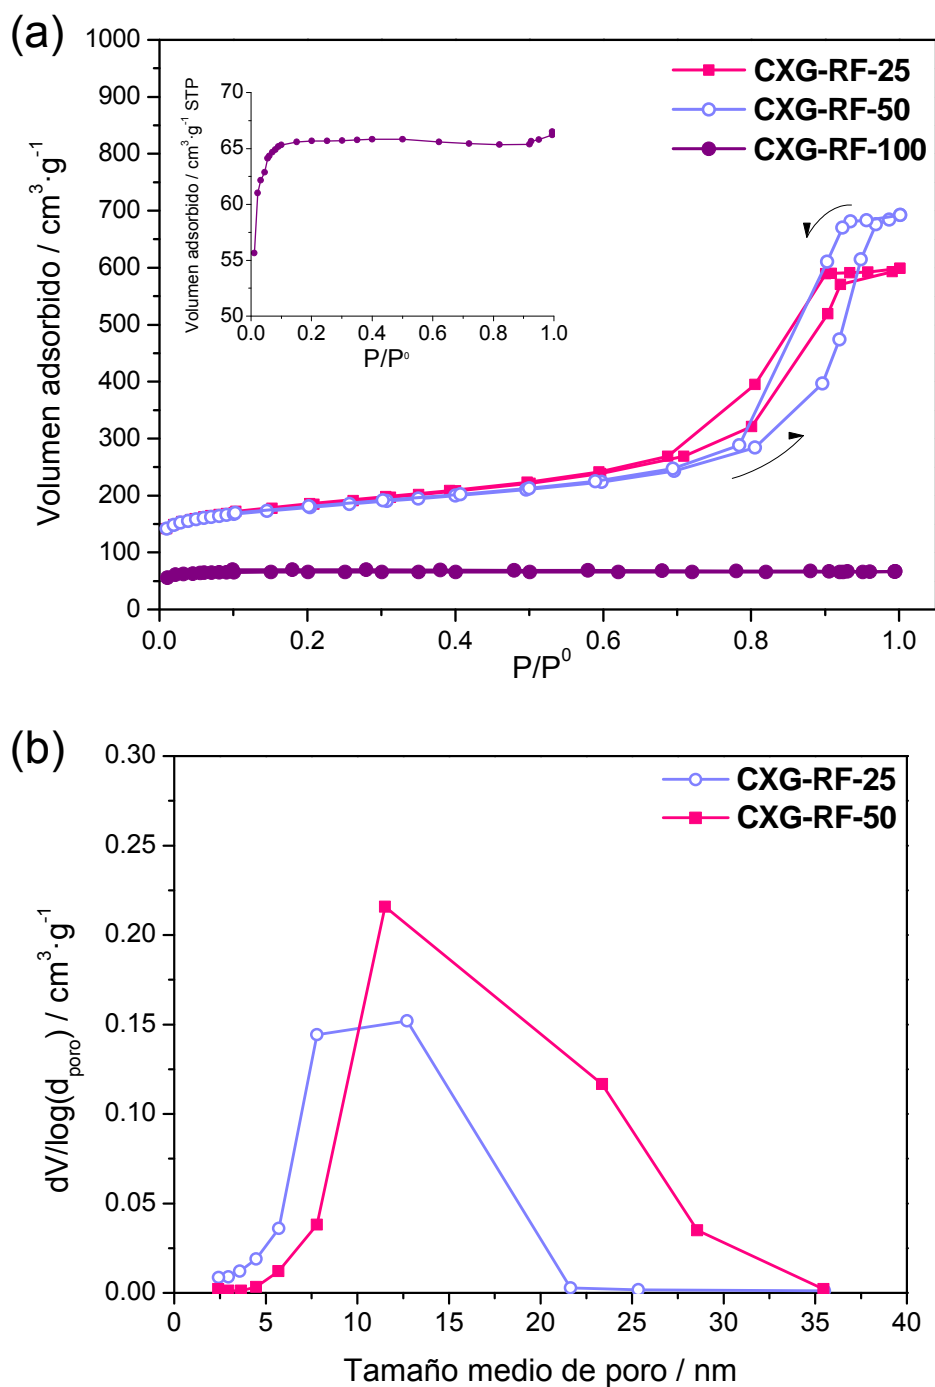 (a)
1000
900
800
700
600
500
400
300
200
100
0
Volumen adsorbido / cm³·g⁻¹
0.0 0.2 0.4 0.6 0.8 1.0
P/P⁰
CXG-RF-25
CXG-RF-50
CXG-RF-100
70
65
60
55
50
Volumen adsorbido / cm³·g⁻¹ STP
0.0 0.2 0.4 0.6 0.8 1.0
P/P⁰
(b)
0.30
0.25
0.20
0.15
0.10
0.05
0.00
dV/log(d_poro) / cm³·g⁻¹
CXG-RF-25
CXG-RF-50
0 5 10 15 20 25 30 35 40
Tamaño medio de poro / nm